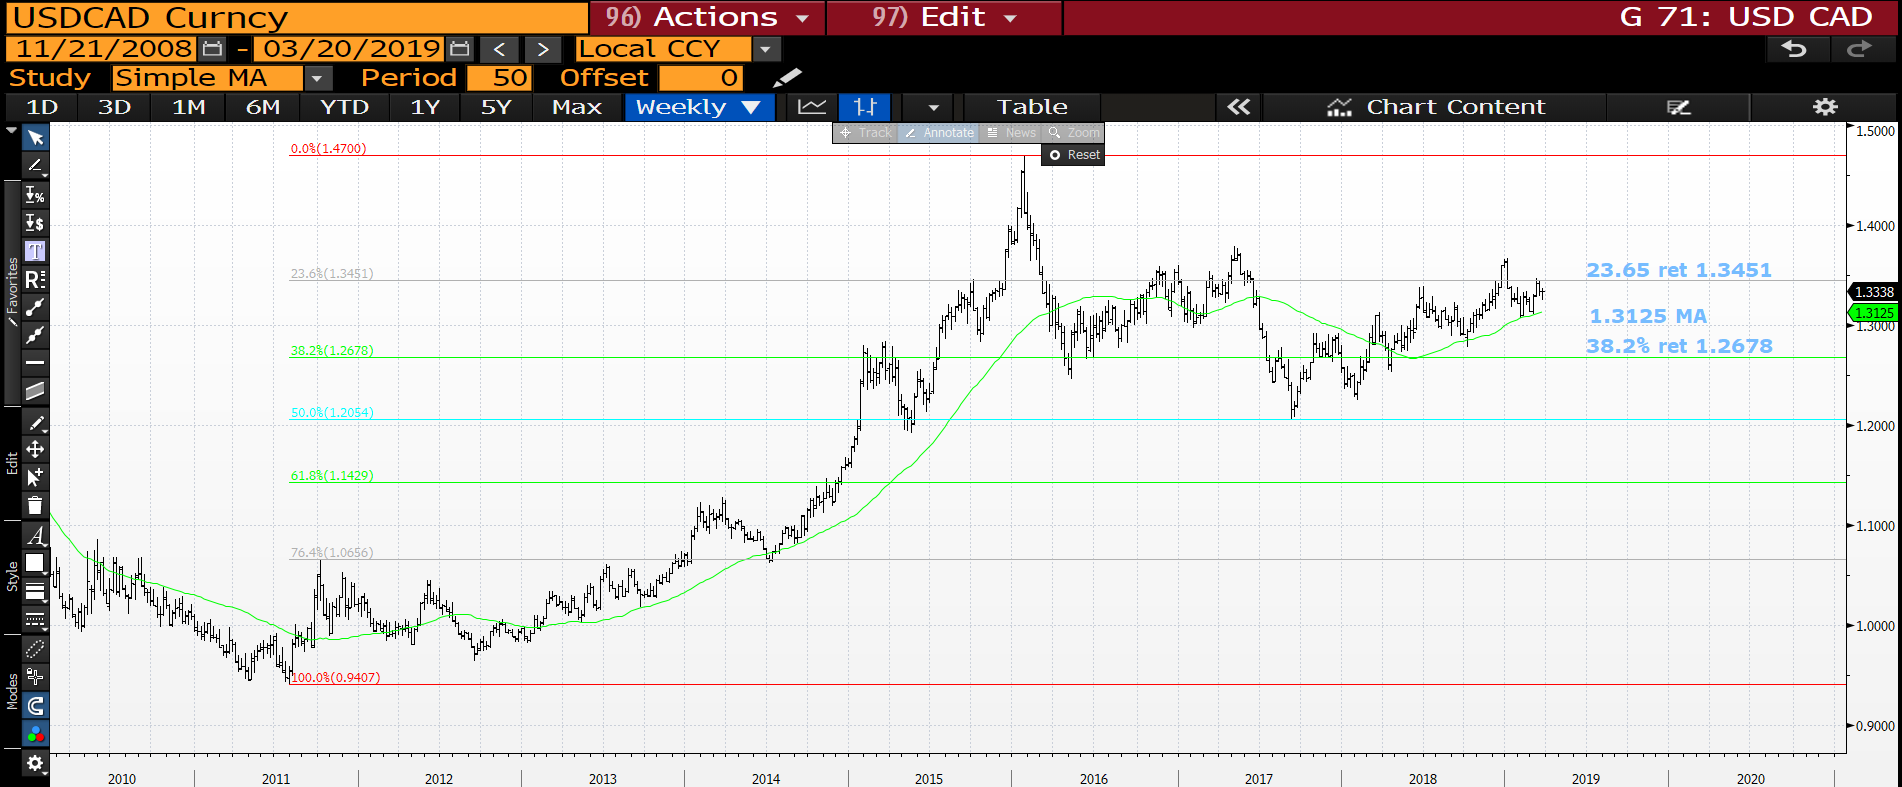 USDCAD Curncy 96) Actions 97) Edit G 71: USD CAD
11/21/2008 - 03/20/2019 < > Local CCY
Study Simple MA Period 50 Offset 0
1D 3D 1M 6M YTD 1Y 5Y Max Weekly Table « Chart Content
Track Annotate News Zoom
Reset
0.0%(1.4700)
23.6%(1.3451)
38.2%(1.2678)
50.0%(1.2054)
61.8%(1.1429)
76.4%(1.0656)
100.0%(0.9407)
23.65 ret 1.3451
1.3125 MA
38.2% ret 1.2678
1.5000
1.4000
1.3338
1.3125
1.3000
1.2000
1.1000
1.0000
0.9000
Favorites
Edit
Style
Modes
%
$
T
R
A
2010 2011 2012 2013 2014 2015 2016 2017 2018 2019 2020